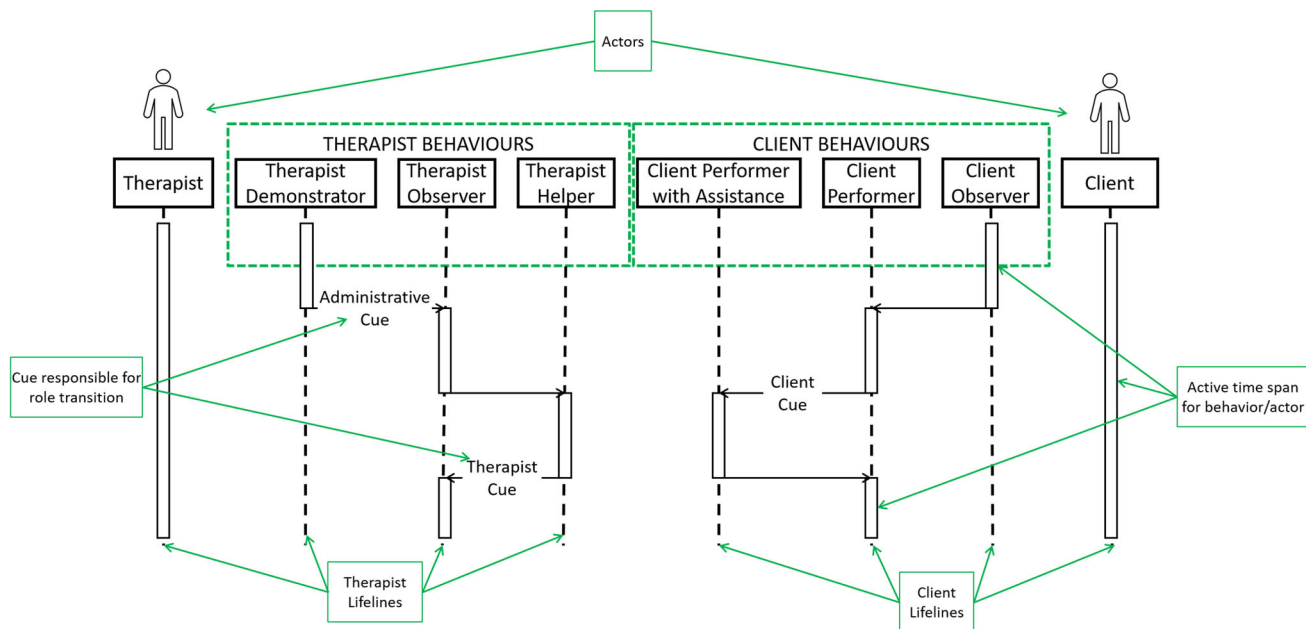 Actors
THERAPIST BEHAVIOURS
CLIENT BEHAVIOURS
Therapist
Therapist
Demonstrator
Therapist
Observer
Therapist
Helper
Client Performer
with Assistance
Client
Performer
Client
Observer
Client
Administrative
Cue
Cue responsible for
role transition
Client
Cue
Active time span
for behavior/actor
Therapist
Cue
Therapist
Lifelines
Client
Lifelines